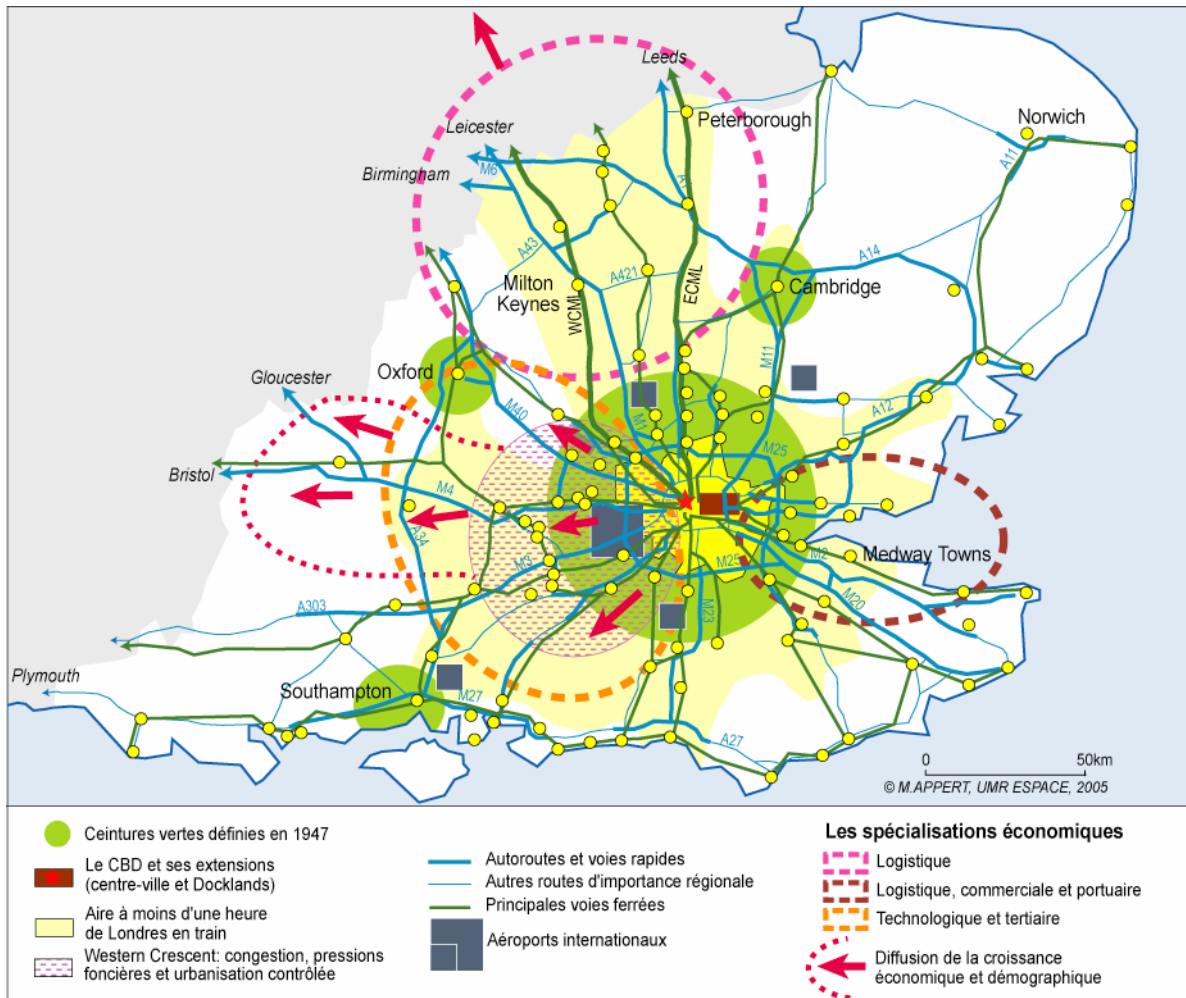 Leeds
Peterborough
Norwich
Leicester
A11
M6
A1
Birmingham
A43
A421
A14
Milton
Keynes
WCML
ECML
Cambridge
M11
Oxford
Gloucester
M40
M1
A12
M25
Bristol
M4
A34
M3
M25
M2
Medway Towns
M20
A303
M23
Plymouth
Southampton
M27
A27
0 50km
© M.APPERT, UMR ESPACE, 2005
Ceintures vertes définies en 1947
Le CBD et ses extensions
(centre-ville et Docklands)
Aire à moins d'une heure
de Londres en train
Western Crescent: congestion, pressions
foncières et urbanisation contrôlée
Autoroutes et voies rapides
Autres routes d'importance régionale
Principales voies ferrées
Aéroports internationaux
Les spécialisations économiques
Logistique
Logistique, commerciale et portuaire
Technologique et tertiaire
Diffusion de la croissance
économique et démographique